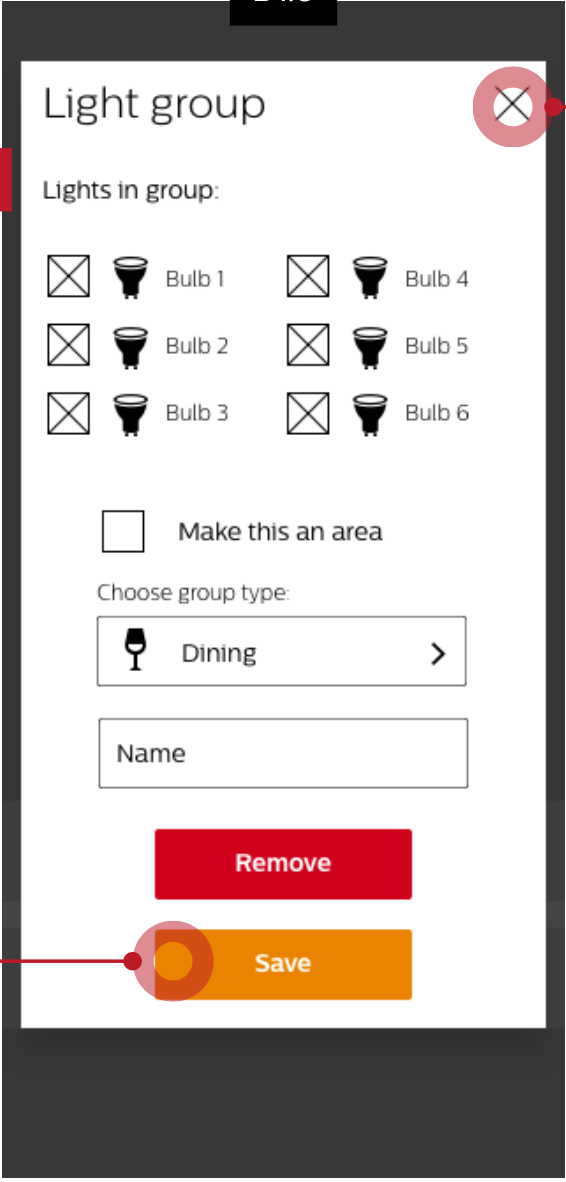 Light group
Lights in group:
Bulb 1
Bulb 4
Bulb 2
Bulb 5
Bulb 3
Bulb 6
Make this an area
Choose group type:
Dining
Name
Remove
Save